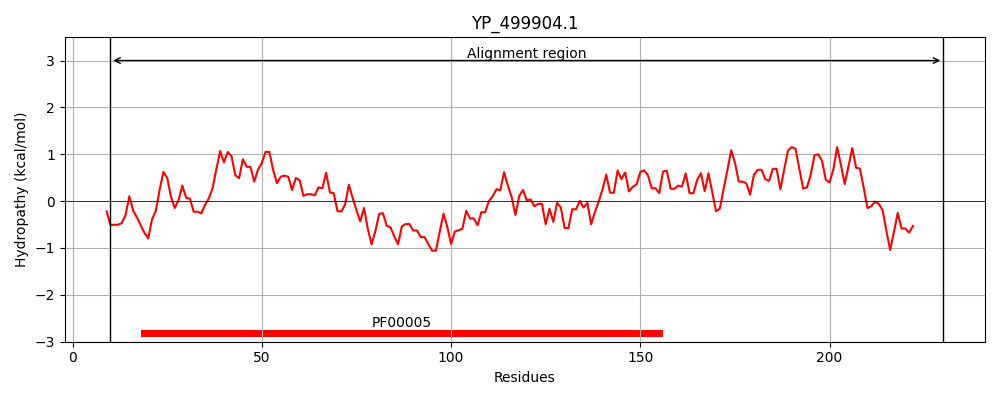 YP_499904.1
Alignment region
Hydropathy (kcal/mol)
3
2
1
0
−1
−2
−3
PF00005
0
50
100
150
200
Residues